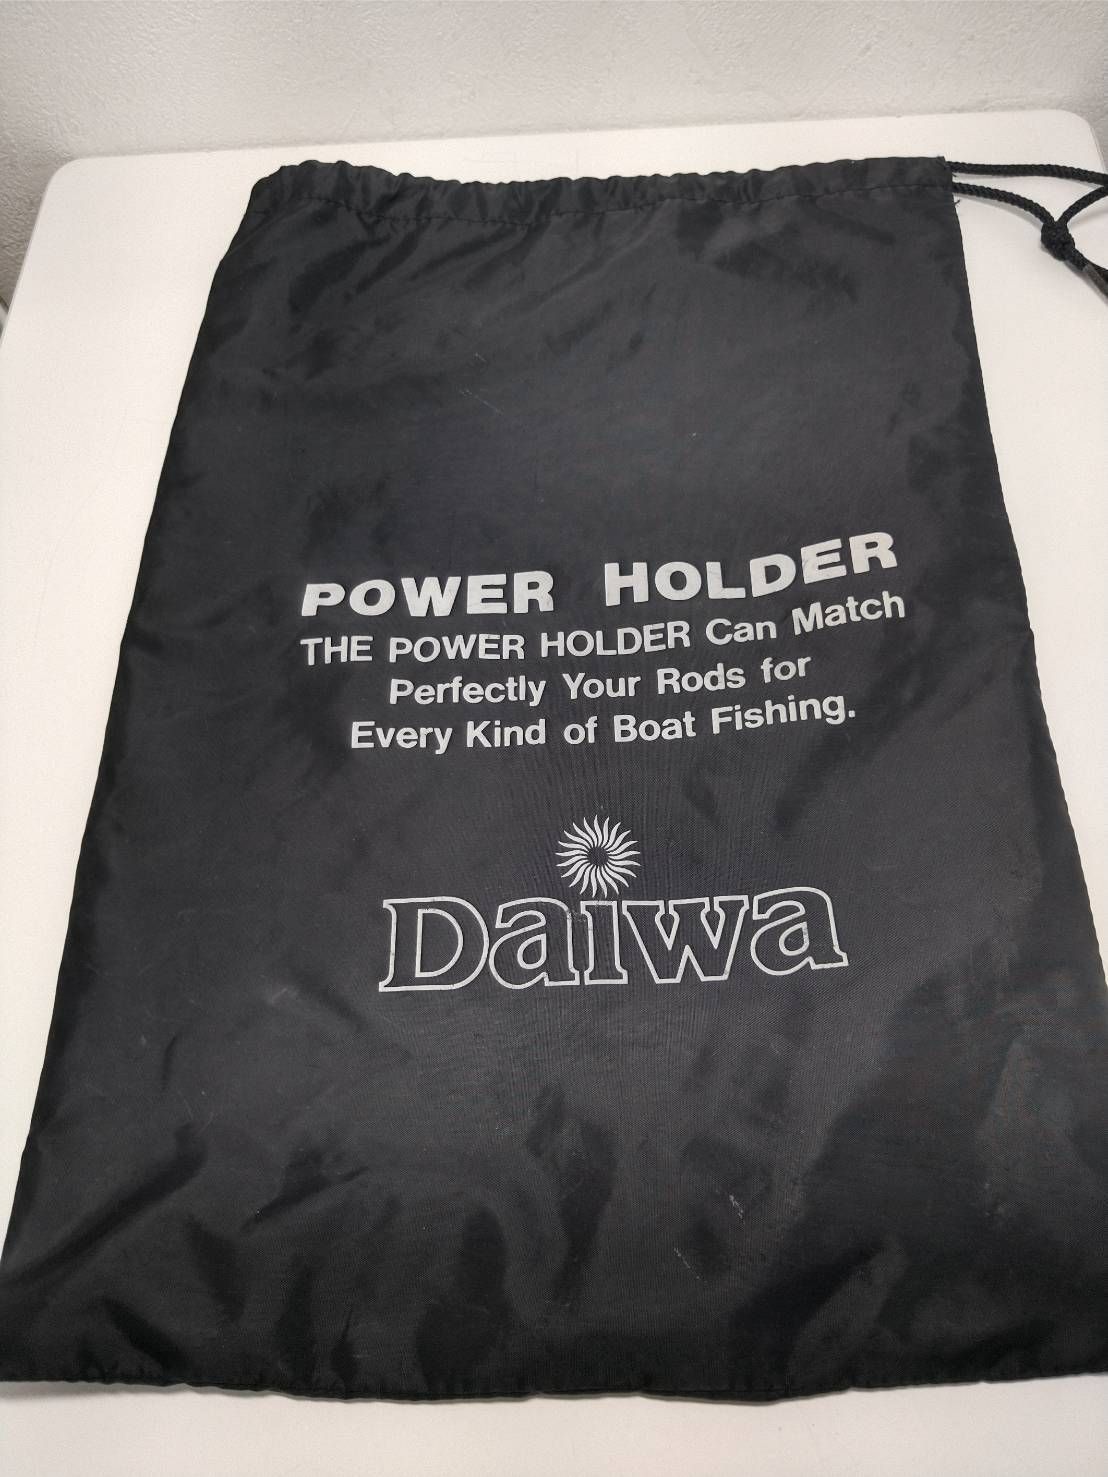 POWER HOLDER
THE POWER HOLDER Can Match
Perfectly Your Rods for
Every Kind of Boat Fishing.
Daiwa